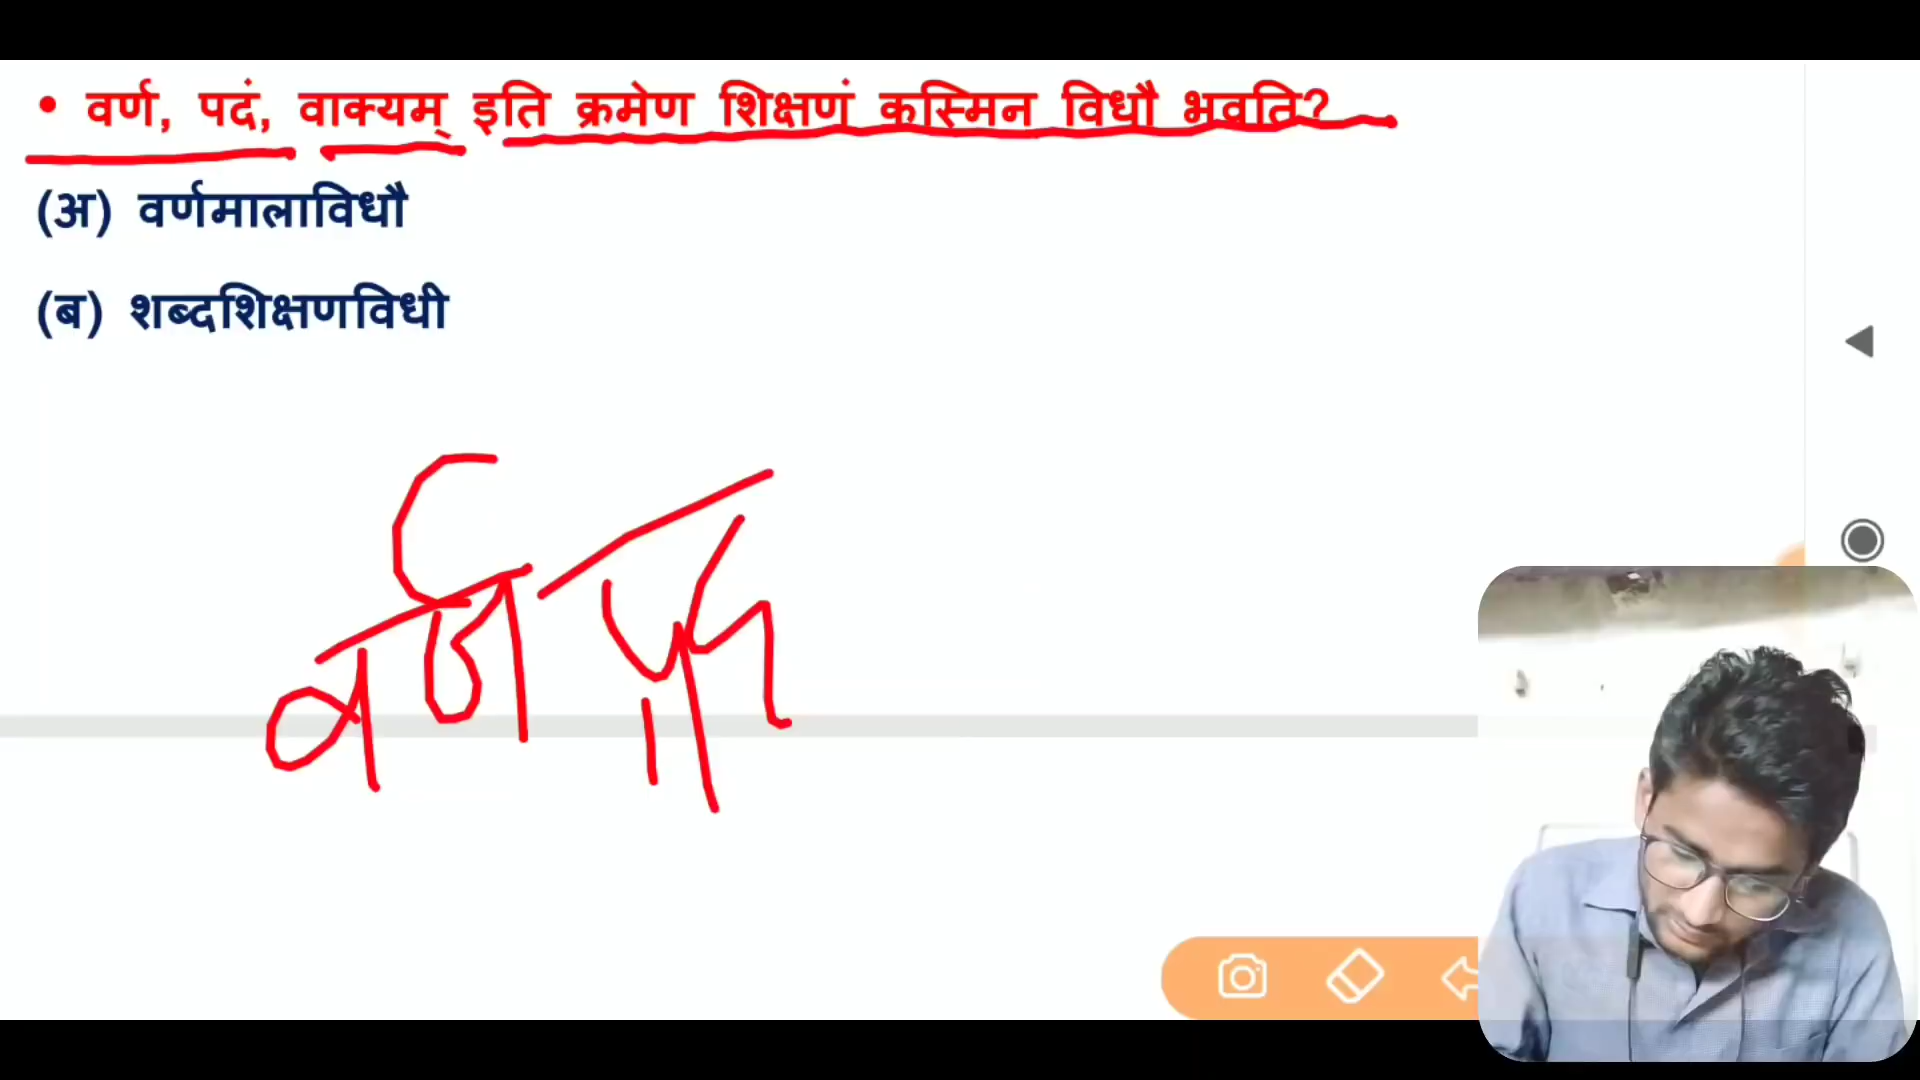 • वर्ण, पदं, वाक्यम् इति क्रमेण शिक्षणं कस्मिन विधौ भवति?
(अ) वर्णमालाविधौ
(ब) शब्दशिक्षणविधी
वर्ण पद